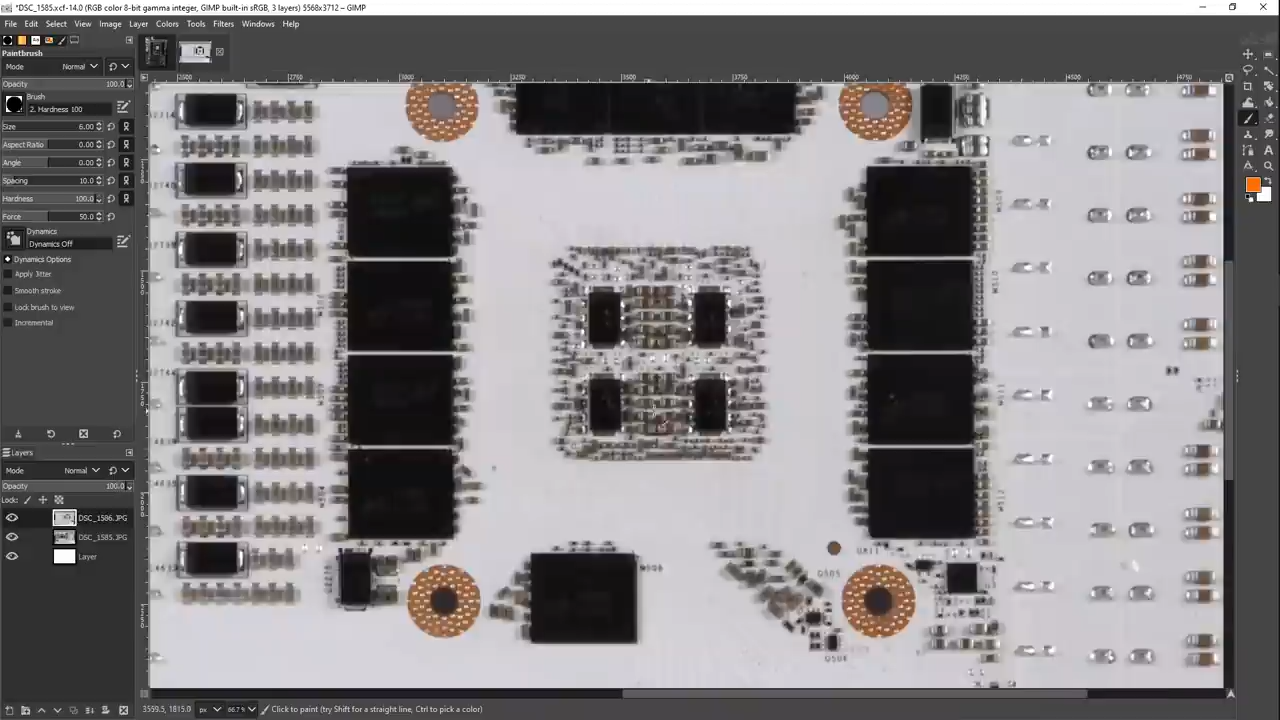 *DSC_1585.xcf-14.0 (RGB color 8-bit gamma integer, GIMP built-in sRGB, 3 layers) 5568x3712 – GIMP
File Edit Select View Image Layer Colors Tools Filters Windows Help
Paintbrush
Mode Normal
Opacity 100.0
Brush
2. Hardness 100
Size 6.00
Aspect Ratio 0.00
Angle 0.00
Spacing 10.0
Hardness 100.0
Force 50.0
Dynamics
Dynamics Off
Dynamics Options
Apply Jitter
Smooth stroke
Lock brush to view
Incremental
Layers
Mode Normal
Opacity 100.0
Lock:
DSC_1586.JPG
DSC_1585.JPG
Layer
2500 2750 3000 3250 3500 3750 4000 4250 4500 4750
3559.5, 1815.0 px 66.7 % Click to paint (try Shift for a straight line, Ctrl to pick a color)